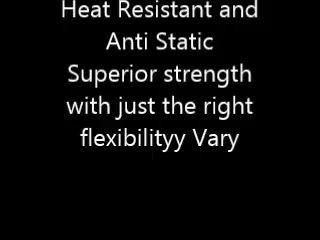 Heat Resistant and
Anti Static
Superior strength
with just the right
flexibilityy Vary